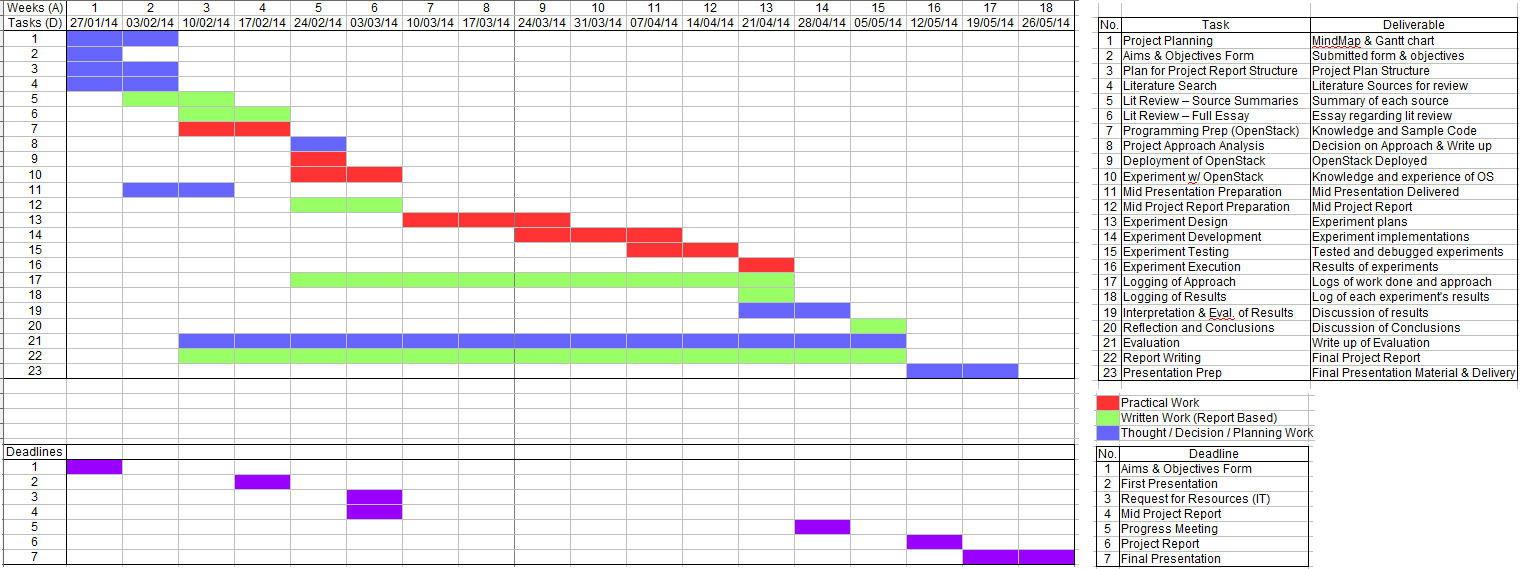 Weeks (A) 1 2 3 4 5 6 7 8 9 10 11 12 13 14 15 16 17 18
Tasks (D) 27/01/14 03/02/14 10/02/14 17/02/14 24/02/14 03/03/14 10/03/14 17/03/14 24/03/14 31/03/14 07/04/14 14/04/14 21/04/14 28/04/14 05/05/14 12/05/14 19/05/14 26/05/14
1
2
3
4
5
6
7
8
9
10
11
12
13
14
15
16
17
18
19
20
21
22
23
Deadlines
1
2
3
4
5
6
7
No. Task Deliverable
1 Project Planning MindMap & Gantt chart
2 Aims & Objectives Form Submitted form & objectives
3 Plan for Project Report Structure Project Plan Structure
4 Literature Search Literature Sources for review
5 Lit Review – Source Summaries Summary of each source
6 Lit Review – Full Essay Essay regarding lit review
7 Programming Prep (OpenStack) Knowledge and Sample Code
8 Project Approach Analysis Decision on Approach & Write up
9 Deployment of OpenStack OpenStack Deployed
10 Experiment w/ OpenStack Knowledge and experience of OS
11 Mid Presentation Preparation Mid Presentation Delivered
12 Mid Project Report Preparation Mid Project Report
13 Experiment Design Experiment plans
14 Experiment Development Experiment implementations
15 Experiment Testing Tested and debugged experiments
16 Experiment Execution Results of experiments
17 Logging of Approach Logs of work done and approach
18 Logging of Results Log of each experiment's results
19 Interpretation & Eval. of Results Discussion of results
20 Reflection and Conclusions Discussion of Conclusions
21 Evaluation Write up of Evaluation
22 Report Writing Final Project Report
23 Presentation Prep Final Presentation Material & Delivery
Practical Work
Written Work (Report Based)
Thought / Decision / Planning Work
No. Deadline
1 Aims & Objectives Form
2 First Presentation
3 Request for Resources (IT)
4 Mid Project Report
5 Progress Meeting
6 Project Report
7 Final Presentation